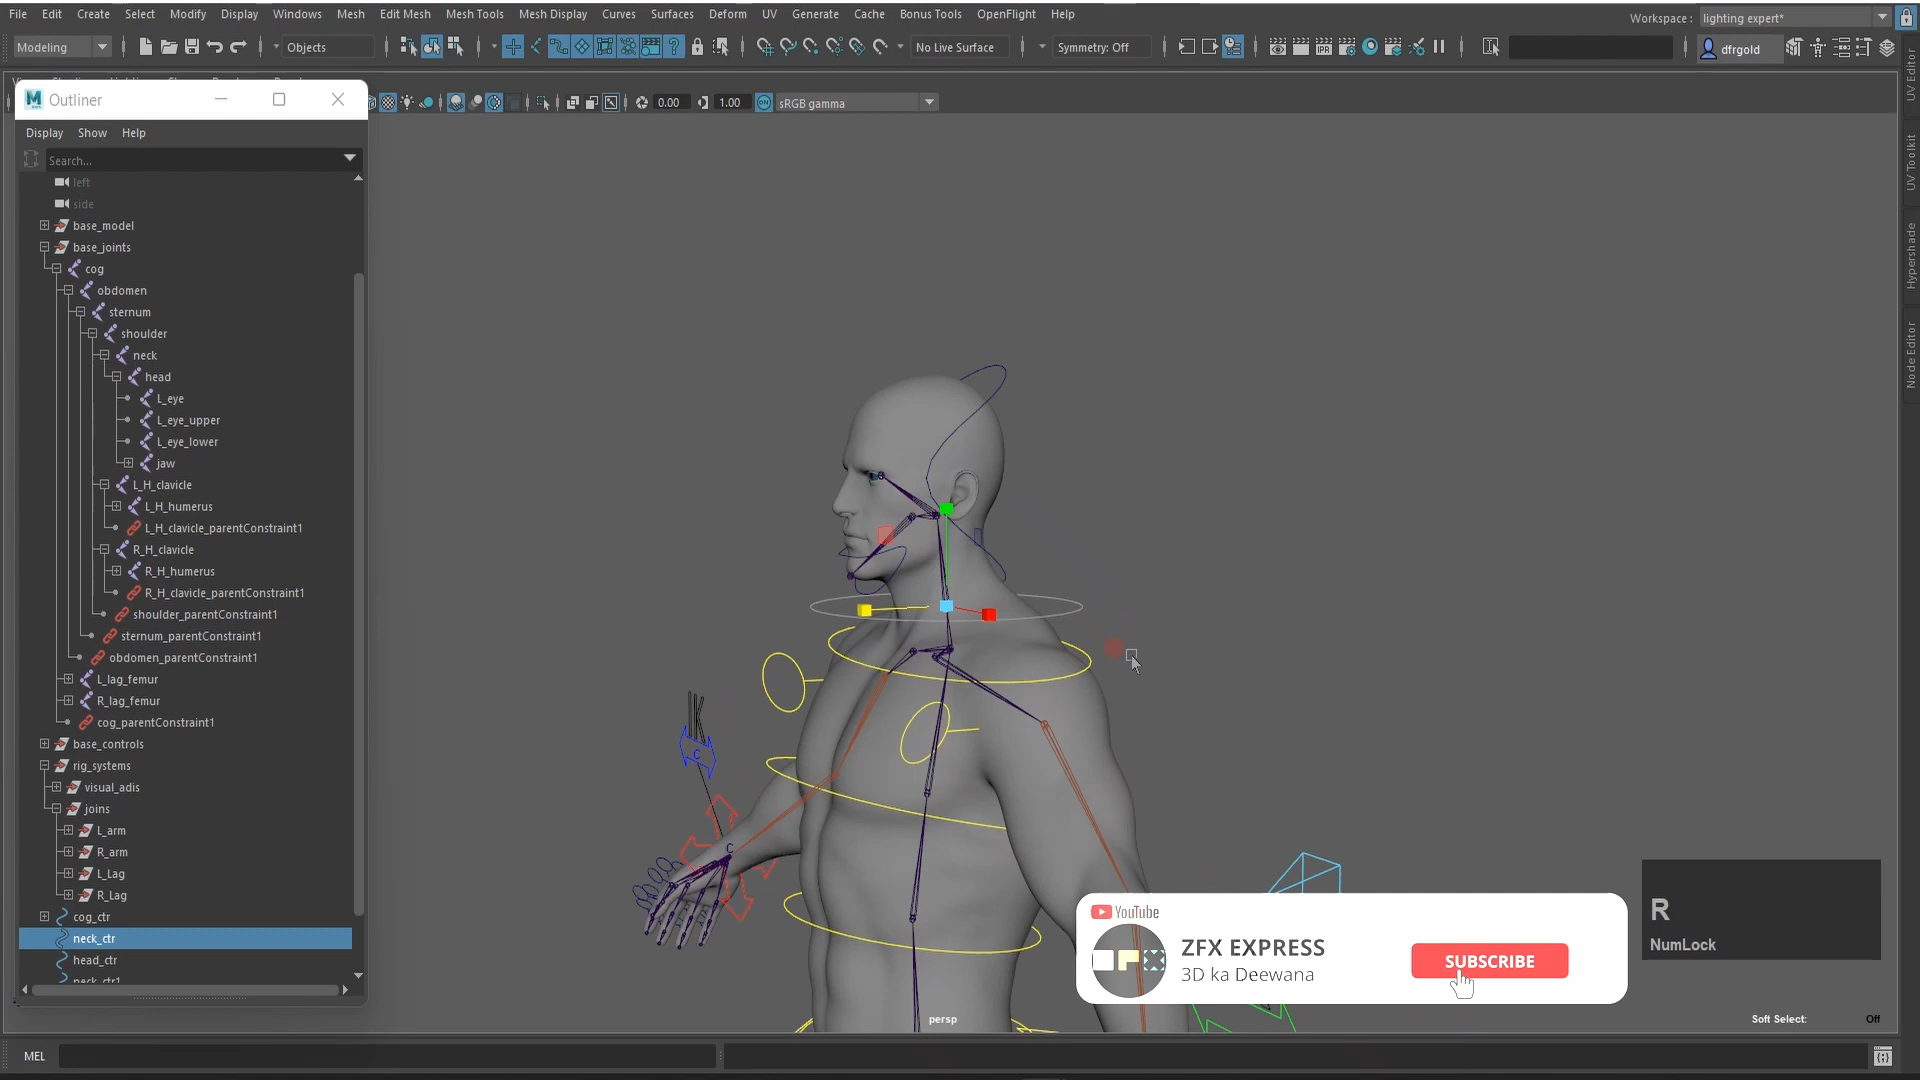 File Edit Create Select Modify Display Windows Mesh Edit Mesh Mesh Tools Mesh Display Curves Surfaces Deform UV Generate Cache Bonus Tools OpenFlight Help
Workspace : lighting expert*
Modeling
Objects
No Live Surface
Symmetry: Off
dfrgold
Outliner
0.00
1.00
sRGB gamma
Display Show Help
Search...
left
side
base_model
base_joints
cog
obdomen
sternum
shoulder
neck
head
L_eye
L_eye_upper
L_eye_lower
jaw
L_H_clavicle
L_H_humerus
L_H_clavicle_parentConstraint1
R_H_clavicle
R_H_humerus
R_H_clavicle_parentConstraint1
shoulder_parentConstraint1
sternum_parentConstraint1
obdomen_parentConstraint1
L_lag_femur
R_lag_femur
cog_parentConstraint1
base_controls
rig_systems
visual_adis
joins
L_arm
R_arm
L_Lag
R_Lag
cog_ctr
neck_ctr
head_ctr
neck_ctr1
UV Editor
UV Toolkit
Hypershade
Node Editor
C
C
R
NumLock
YouTube
ZFX EXPRESS
3D ka Deewana
SUBSCRIBE
persp
Soft Select: Off
MEL